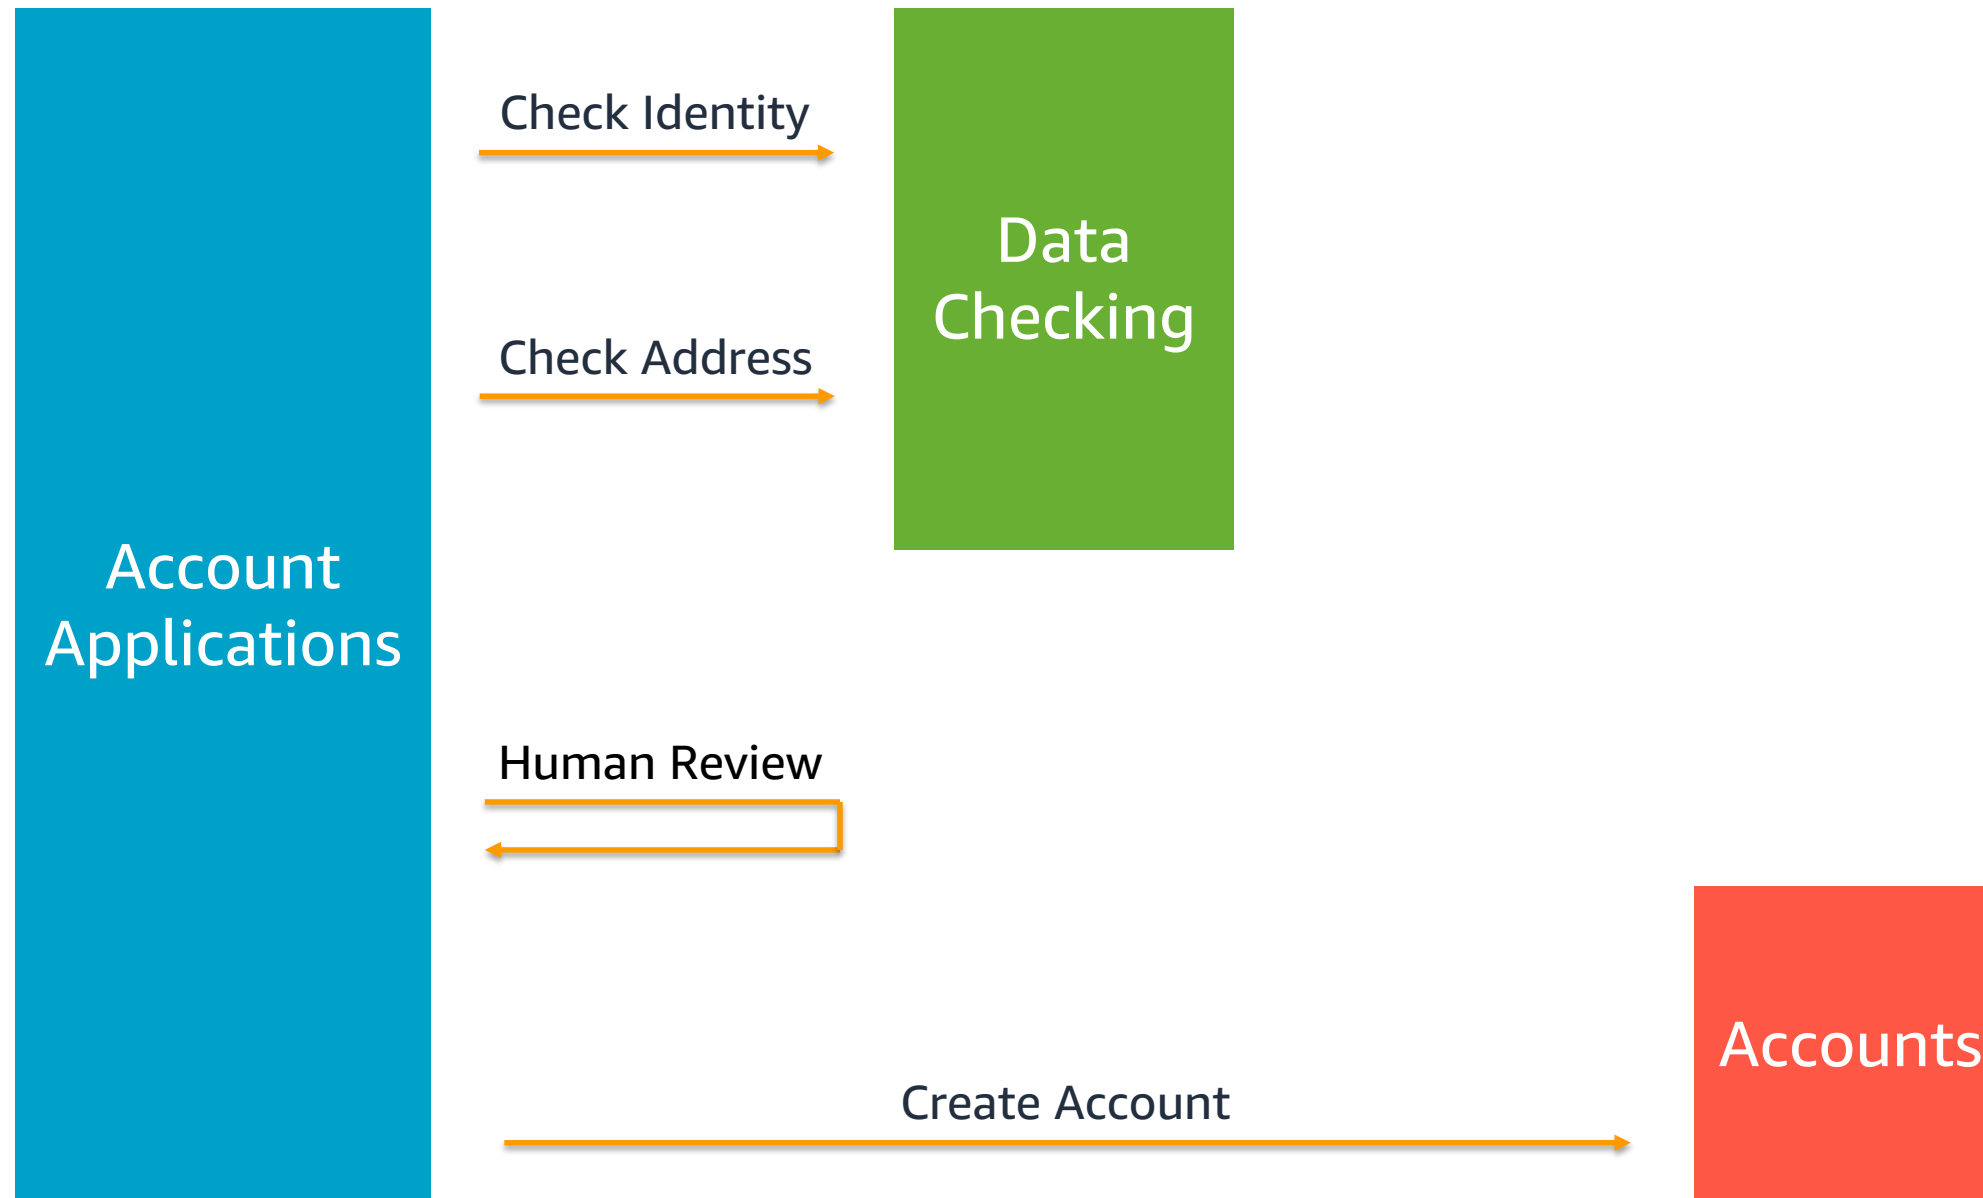 Check Identity
Data
Checking
Check Address
Account
Applications
Human Review
Accounts
Create Account